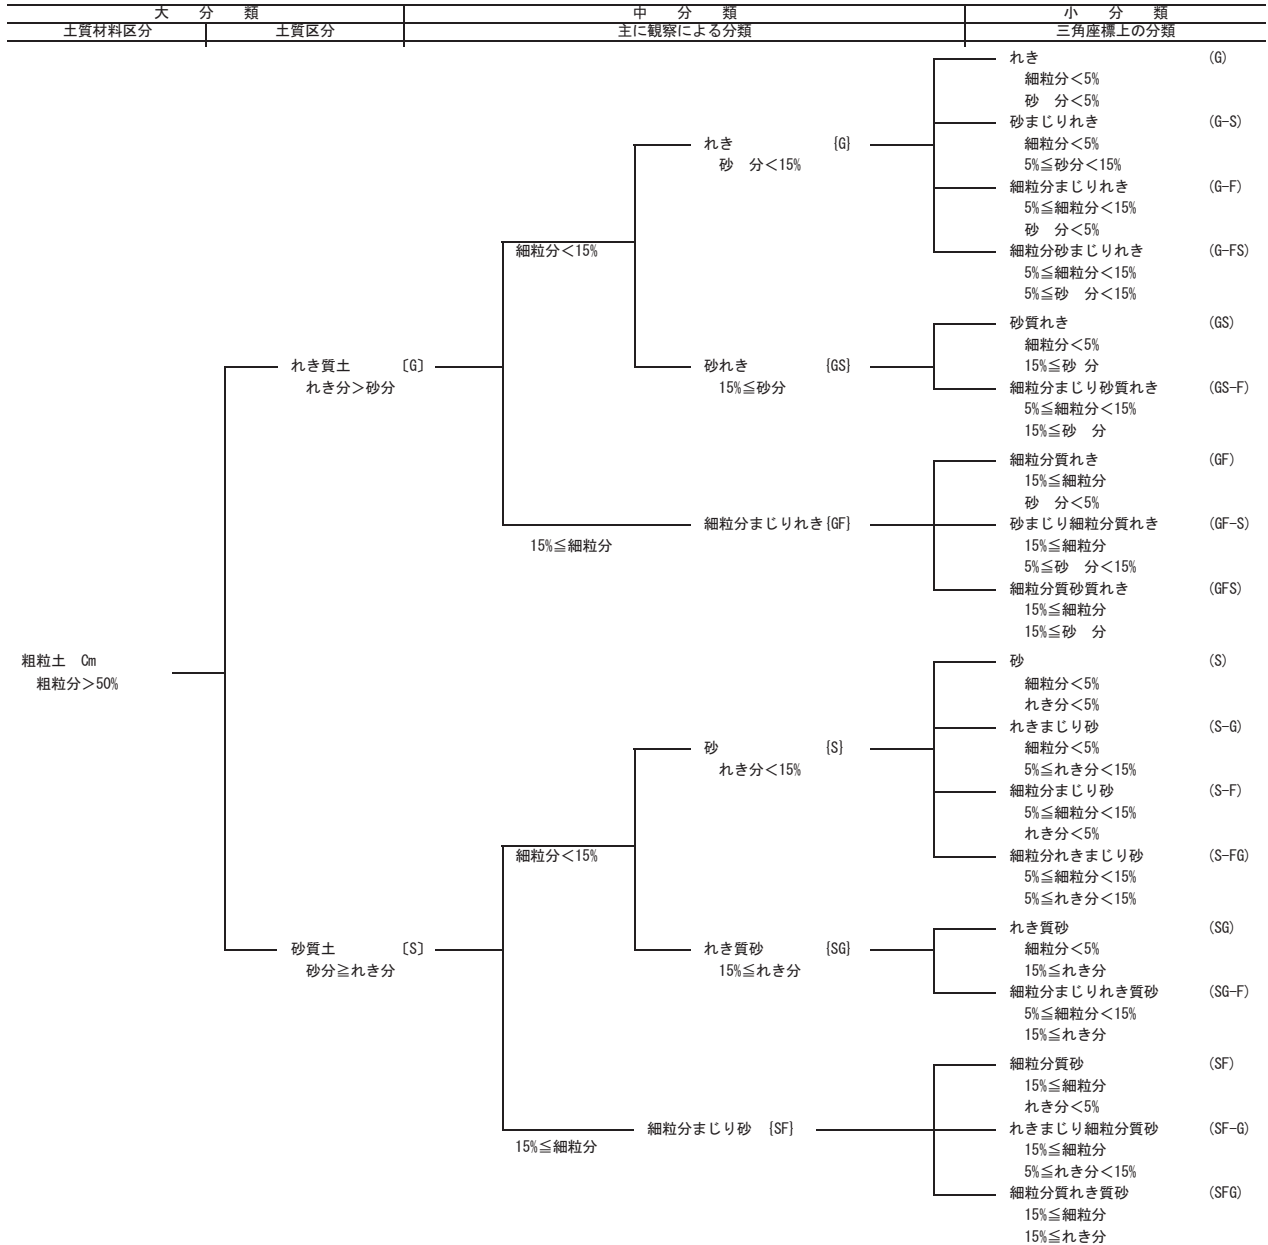 大　分　類　中　分　類　小　分　類
土質材料区分　土質区分　主に観察による分類　三角座標上の分類
れき　(G)
細粒分＜5%
砂　分＜5%
砂まじりれき　(G-S)
細粒分＜5%
5%≦砂分＜15%
れき　{G}
砂　分＜15%
細粒分まじりれき　(G-F)
5%≦細粒分＜15%
砂　分＜5%
細粒分砂まじりれき　(G-FS)
5%≦細粒分＜15%
5%≦砂　分＜15%
細粒分＜15%
砂質れき　(GS)
細粒分＜5%
15%≦砂 分
れき質土　〔G〕
れき分＞砂分
砂れき　{GS}
15%≦砂分
細粒分まじり砂質れき　(GS-F)
5%≦細粒分＜15%
15%≦砂　分
細粒分質れき　(GF)
15%≦細粒分
砂　分＜5%
細粒分まじりれき{GF}
15%≦細粒分
砂まじり細粒分質れき　(GF-S)
15%≦細粒分
5%≦砂　分＜15%
細粒分質砂質れき　(GFS)
15%≦細粒分
15%≦砂　分
粗粒土　Cm
粗粒分＞50%
砂　(S)
細粒分＜5%
れき分＜5%
れきまじり砂　(S-G)
細粒分＜5%
5%≦れき分＜15%
砂　{S}
れき分＜15%
細粒分まじり砂　(S-F)
5%≦細粒分＜15%
れき分＜5%
細粒分れきまじり砂　(S-FG)
5%≦細粒分＜15%
5%≦れき分＜15%
細粒分＜15%
れき質砂　(SG)
細粒分＜5%
15%≦れき分
砂質土　〔S〕
砂分≧れき分
れき質砂　{SG}
15%≦れき分
細粒分まじりれき質砂　(SG-F)
5%≦細粒分＜15%
15%≦れき分
細粒分質砂　(SF)
15%≦細粒分
れき分＜5%
細粒分まじり砂　{SF}
15%≦細粒分
れきまじり細粒分質砂　(SF-G)
15%≦細粒分
5%≦れき分＜15%
細粒分質れき質砂　(SFG)
15%≦細粒分
15%≦れき分